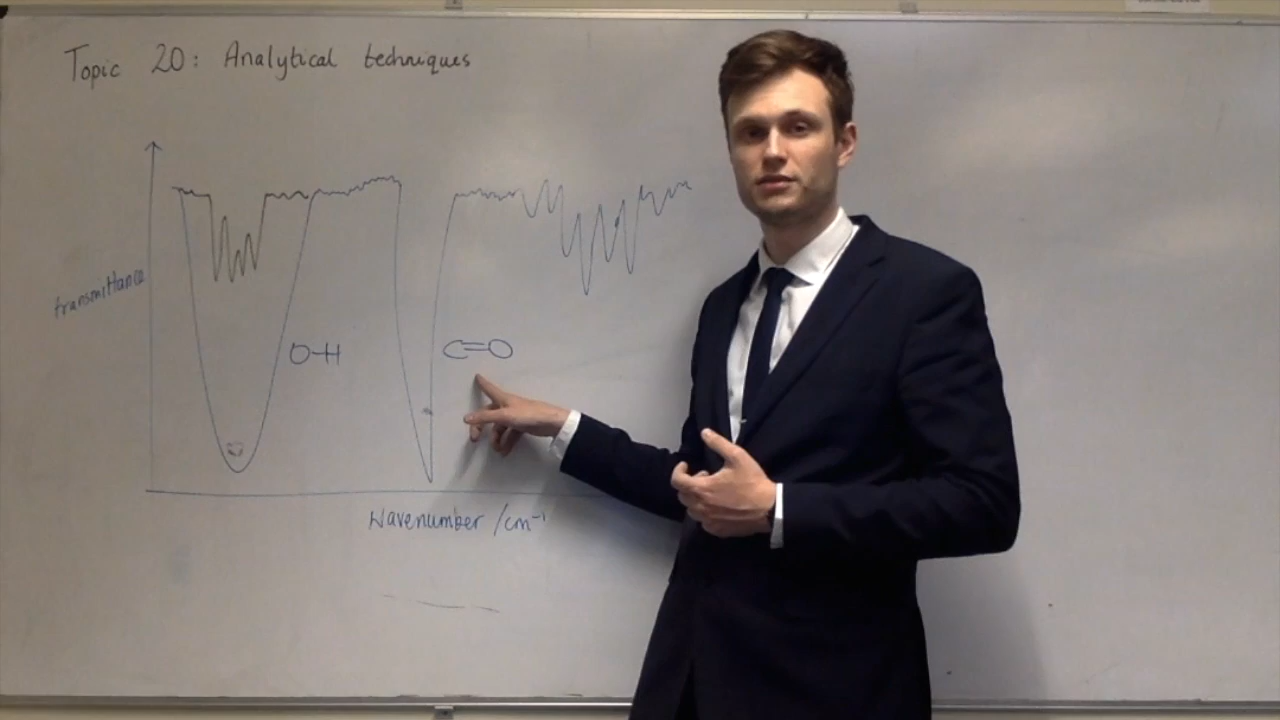 Topic 20: Analytical techniques
transmittance
O-H
C=O
Wavenumber /cm⁻¹